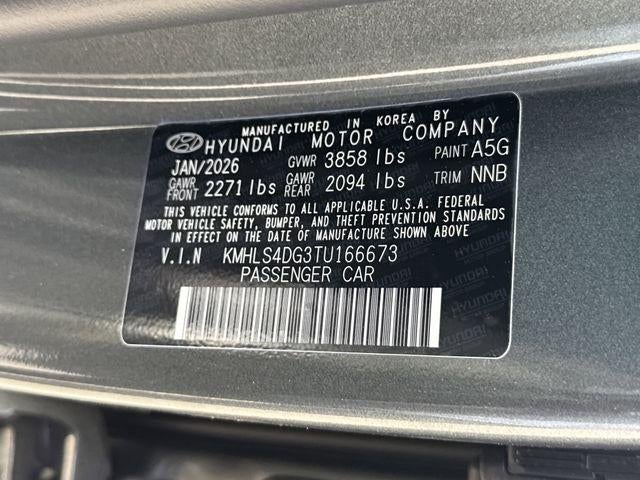 MANUFACTURED IN KOREA BY
HYUNDAI MOTOR COMPANY
JAN/2026 GVWR 3858 lbs PAINT A5G
GAWR FRONT 2271 lbs GAWR REAR 2094 lbs TRIM NNB
THIS VEHICLE CONFORMS TO ALL APPLICABLE U.S.A. FEDERAL
MOTOR VEHICLE SAFETY, BUMPER, AND THEFT PREVENTION STANDARDS
IN EFFECT ON THE DATE OF MANUFACTURE SHOWN ABOVE
V.I.N KMHLS4DG3TU166673
PASSENGER CAR